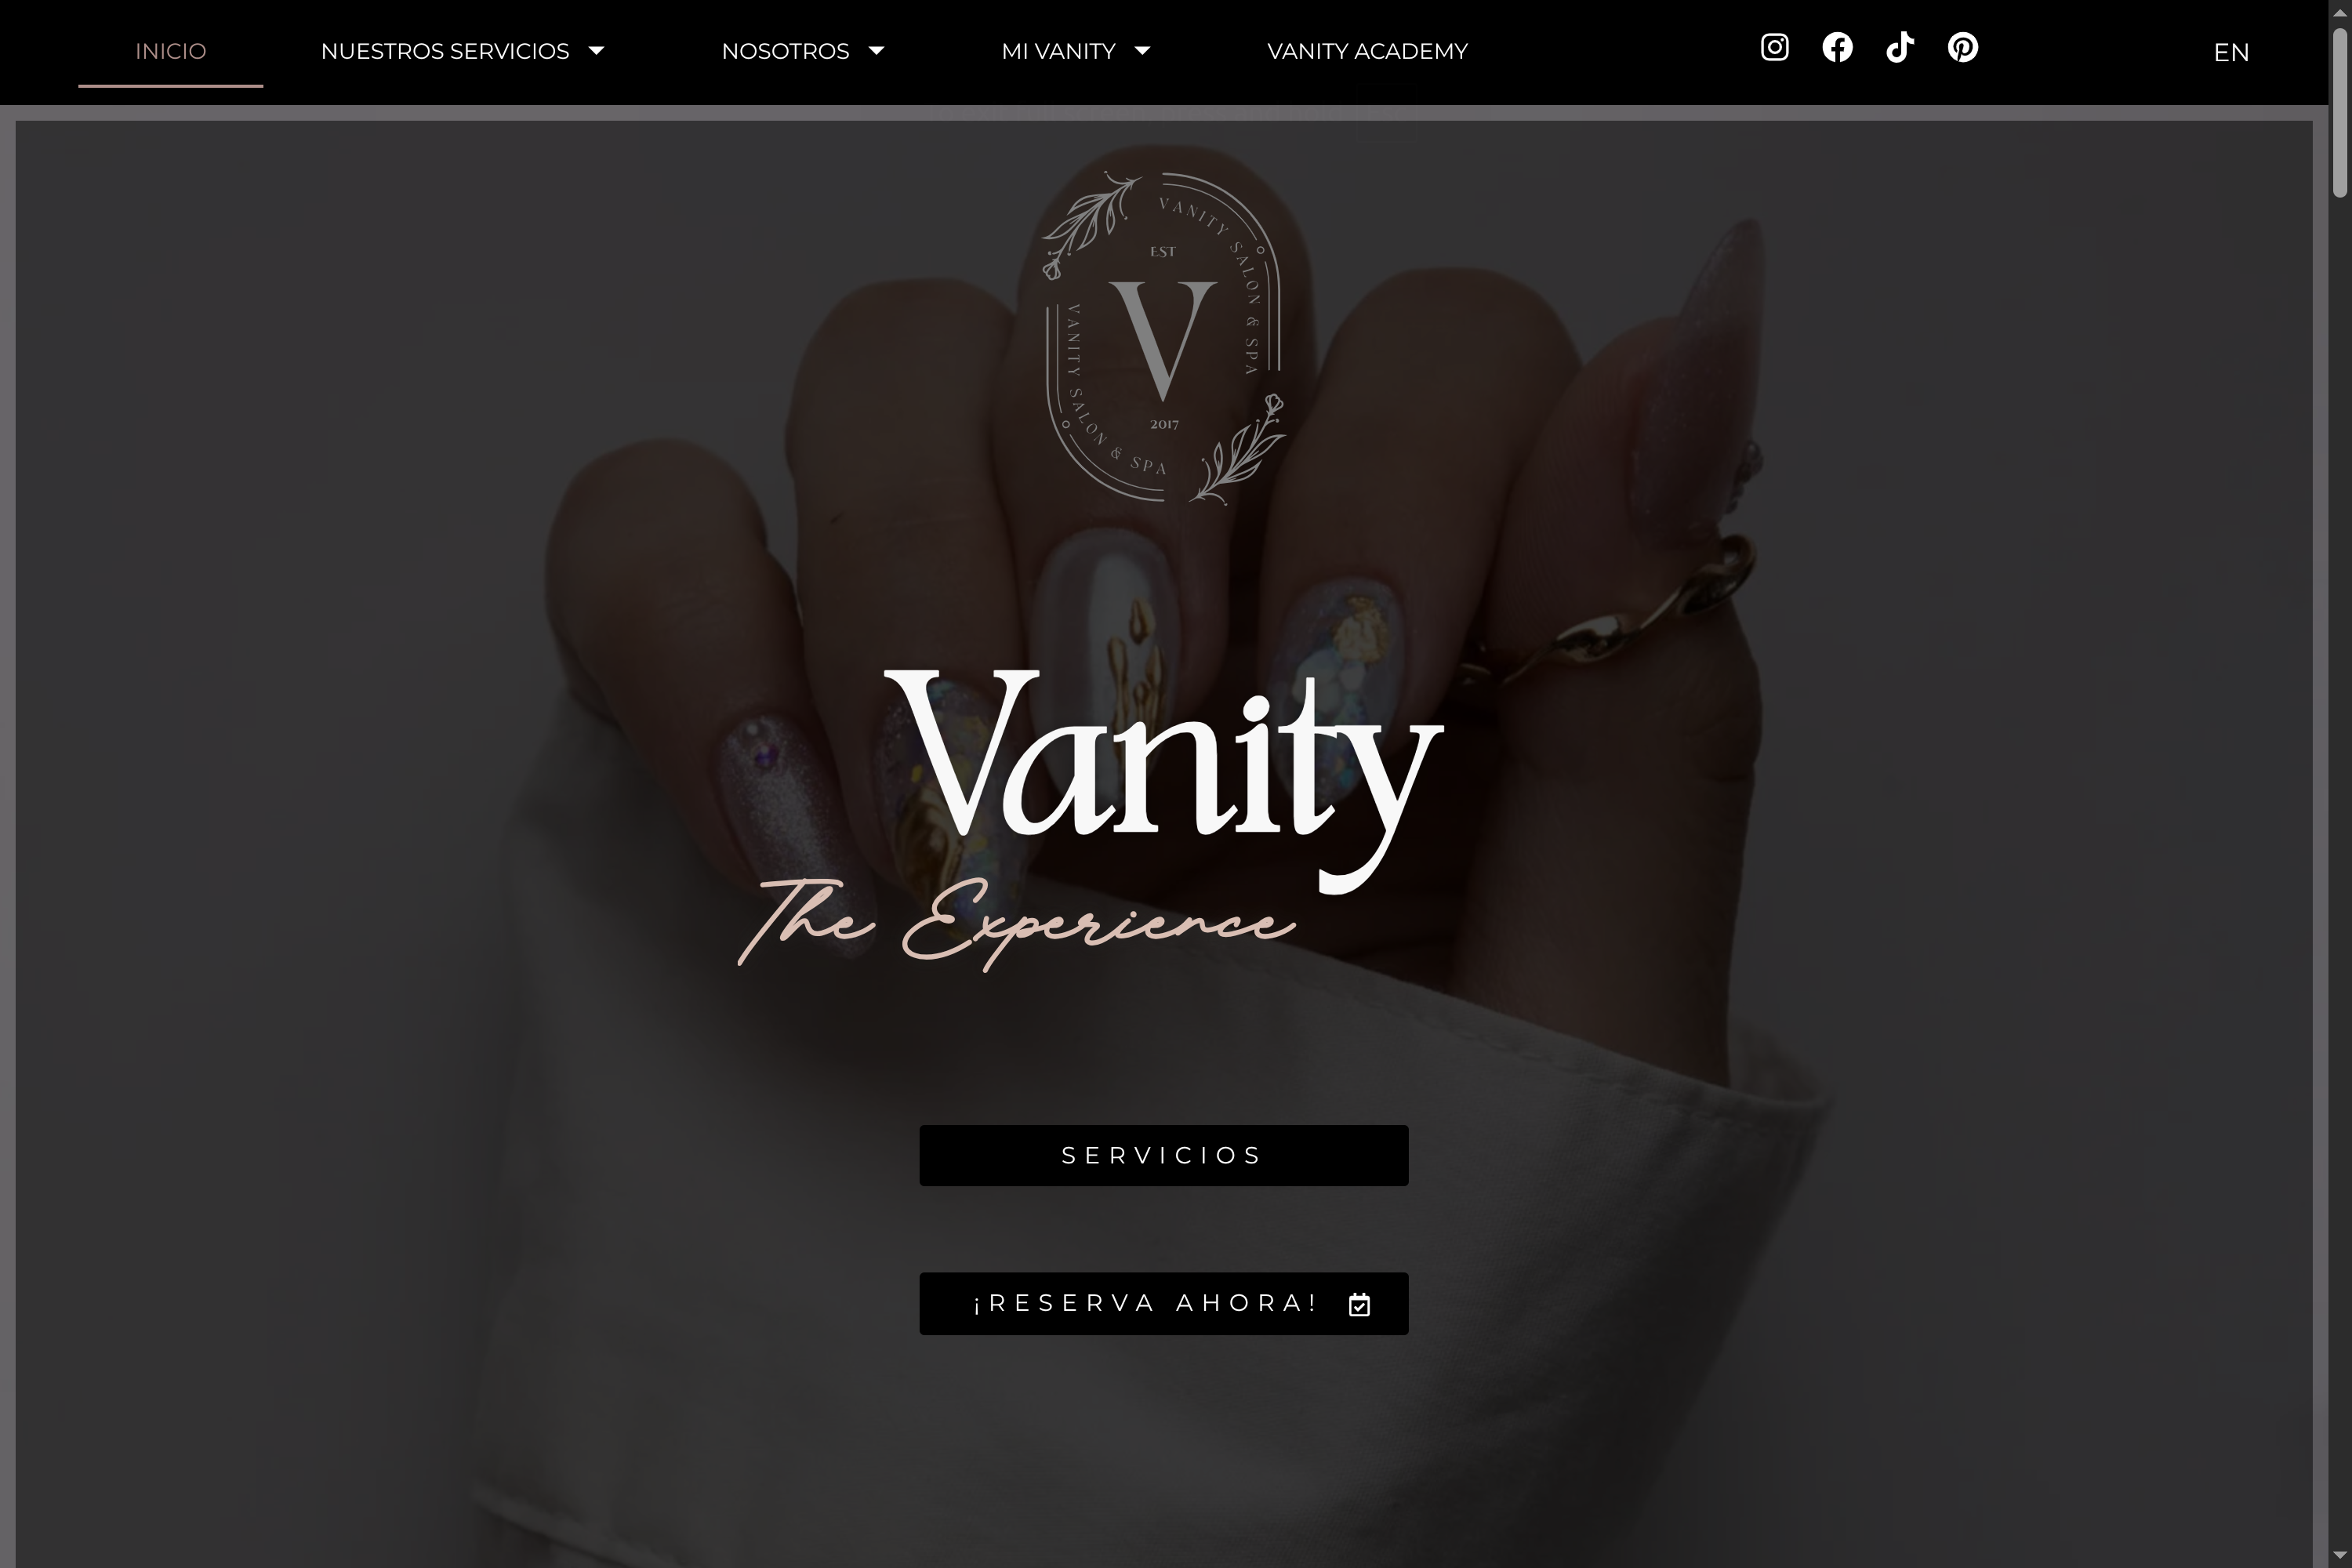 INICIO
NUESTROS SERVICIOS
NOSOTROS
MI VANITY
VANITY ACADEMY
EN
VANITY SALON & SPA
EST
V
2017
VANITY SALON & SPA
Vanity
The Experience
SERVICIOS
¡RESERVA AHORA!